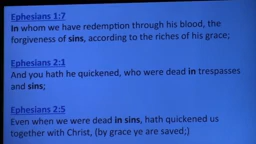 Ephesians 1:7
In whom we have redemption through his blood, the
forgiveness of sins, according to the riches of his grace;
Ephesians 2:1
And you hath he quickened, who were dead in trespasses
and sins;
Ephesians 2:5
Even when we were dead in sins, hath quickened us
together with Christ, (by grace ye are saved;)